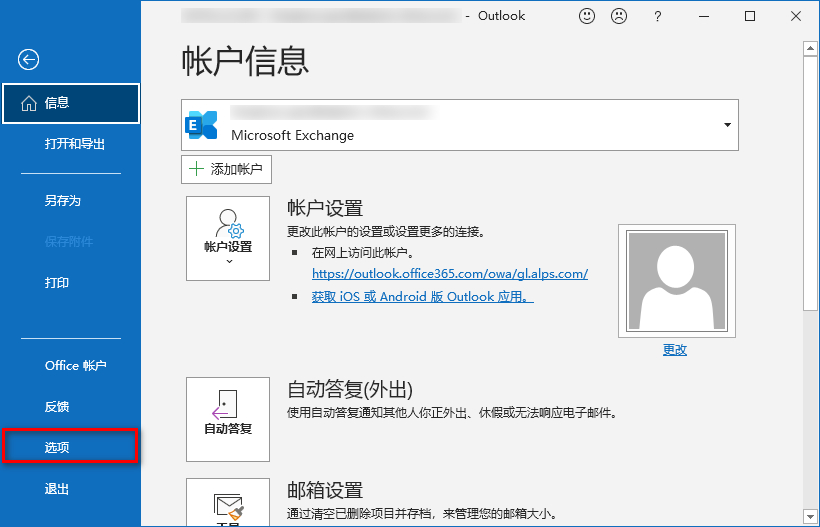 - Outlook
?
帐户信息
信息
打开和导出
另存为
保存附件
打印
Office 帐户
反馈
选项
退出
E
Microsoft Exchange
添加帐户
帐户设置
帐户设置
更改此帐户的设置或设置更多的连接。
在网上访问此帐户。
https://outlook.office365.com/owa/gl.alps.com/
获取 iOS 或 Android 版 Outlook 应用。
更改
自动答复
自动答复(外出)
使用自动答复通知其他人你正外出、休假或无法响应电子邮件。
邮箱设置
通过清空已删除项目并存档，来管理您的邮箱大小。